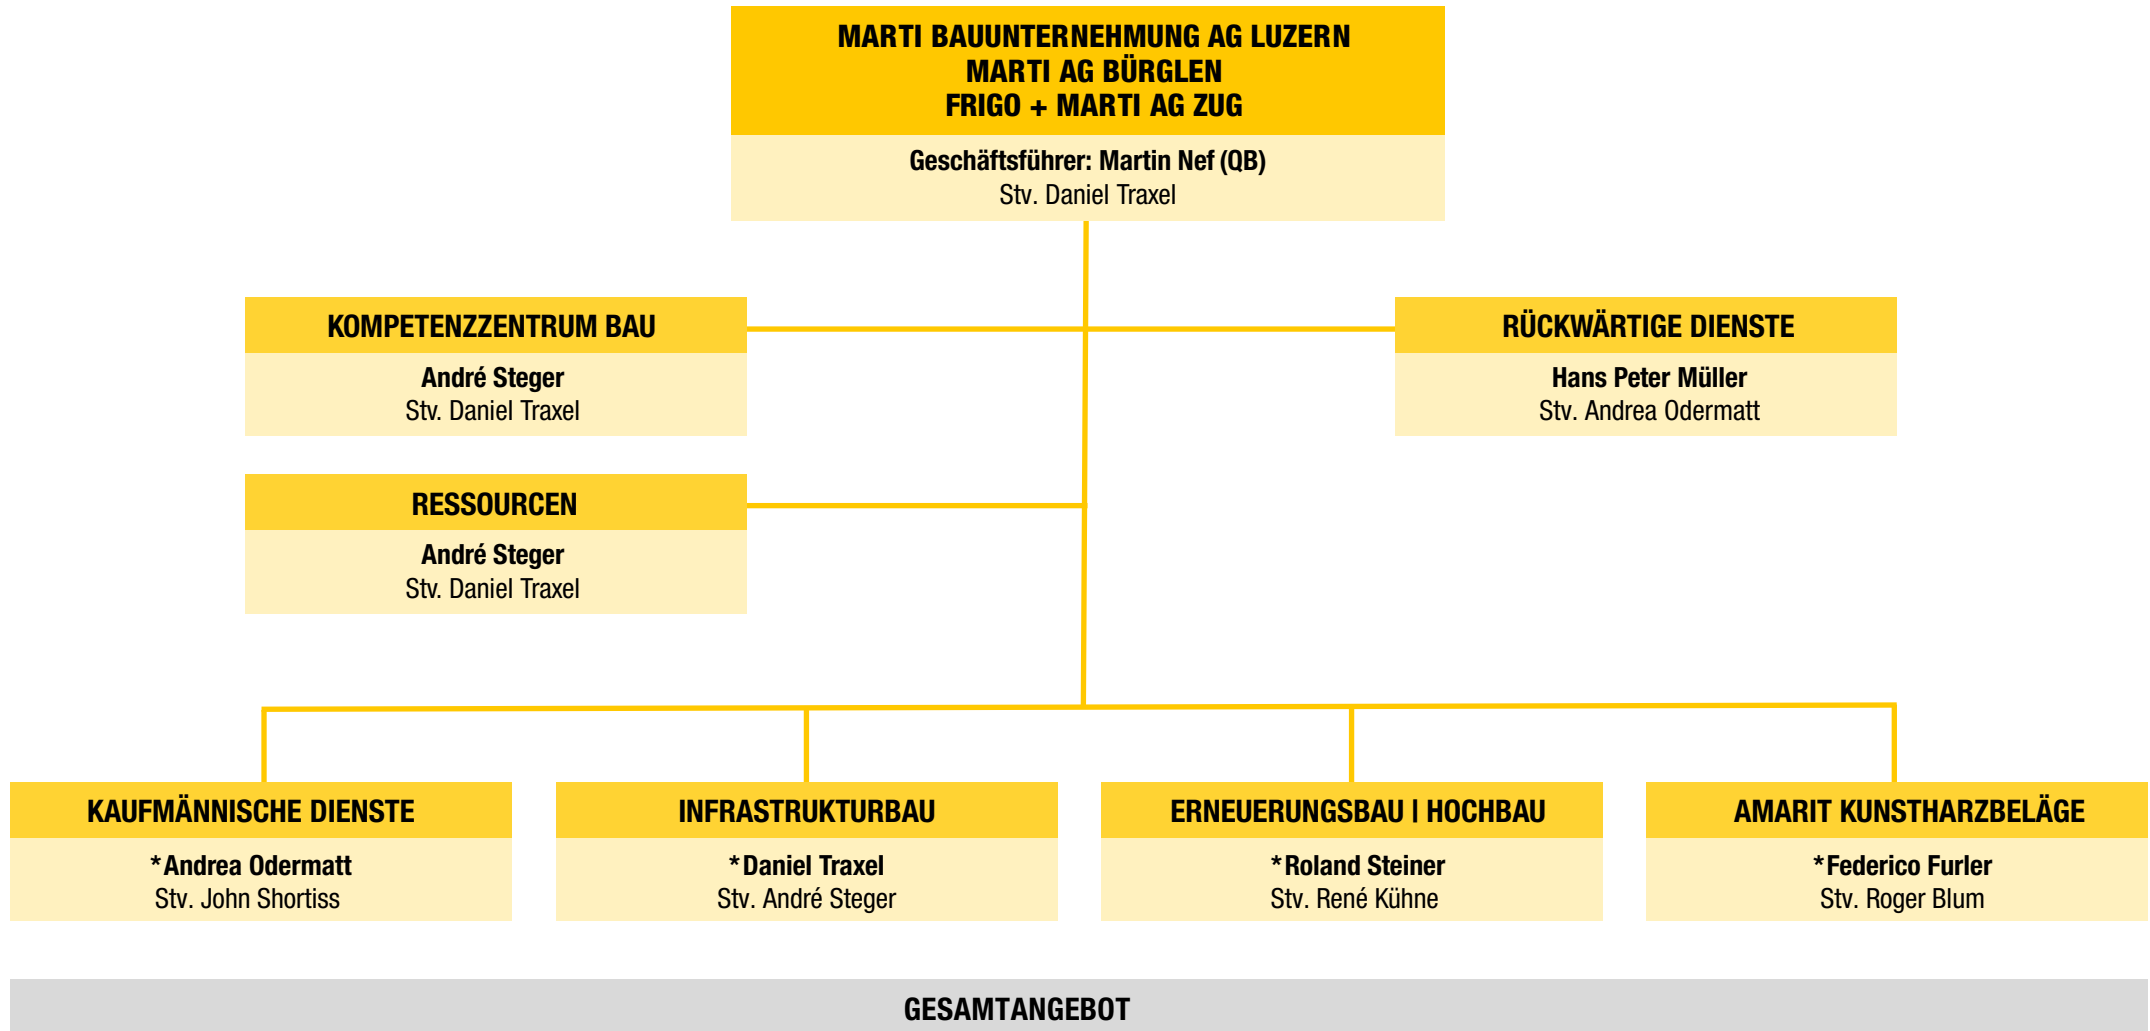 MARTI BAUUNTERNEHMUNG AG LUZERN
MARTI AG BÜRGLEN
FRIGO + MARTI AG ZUG
Geschäftsführer: Martin Nef (QB)
Stv. Daniel Traxel
KOMPETENZZENTRUM BAU
André Steger
Stv. Daniel Traxel
RÜCKWÄRTIGE DIENSTE
Hans Peter Müller
Stv. Andrea Odermatt
RESSOURCEN
André Steger
Stv. Daniel Traxel
KAUFMÄNNISCHE DIENSTE
*Andrea Odermatt
Stv. John Shortiss
INFRASTRUKTURBAU
*Daniel Traxel
Stv. André Steger
ERNEUERUNGSBAU | HOCHBAU
*Roland Steiner
Stv. René Kühne
AMARIT KUNSTHARZBELÄGE
*Federico Furler
Stv. Roger Blum
GESAMTANGEBOT